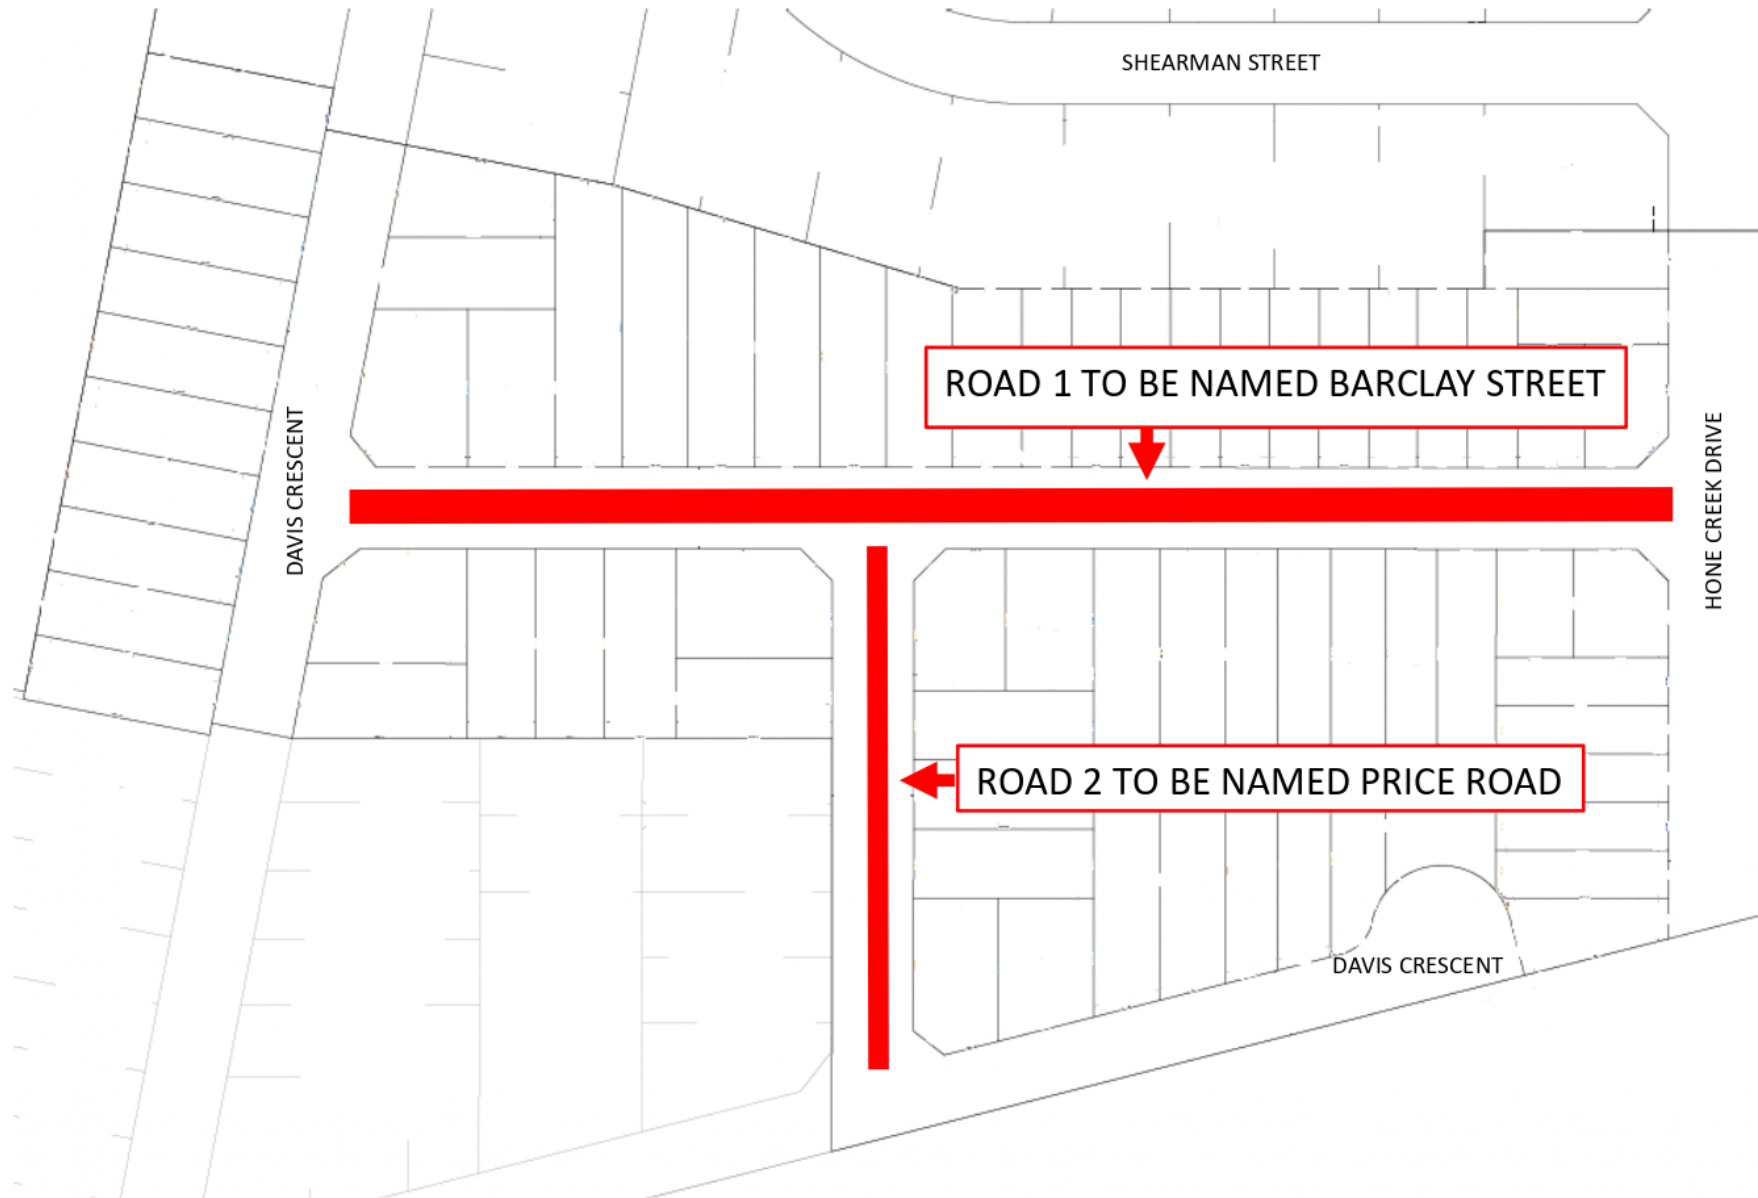 SHEARMAN STREET
ROAD 1 TO BE NAMED BARCLAY STREET
DAVIS CRESCENT
HONE CREEK DRIVE
ROAD 2 TO BE NAMED PRICE ROAD
DAVIS CRESCENT